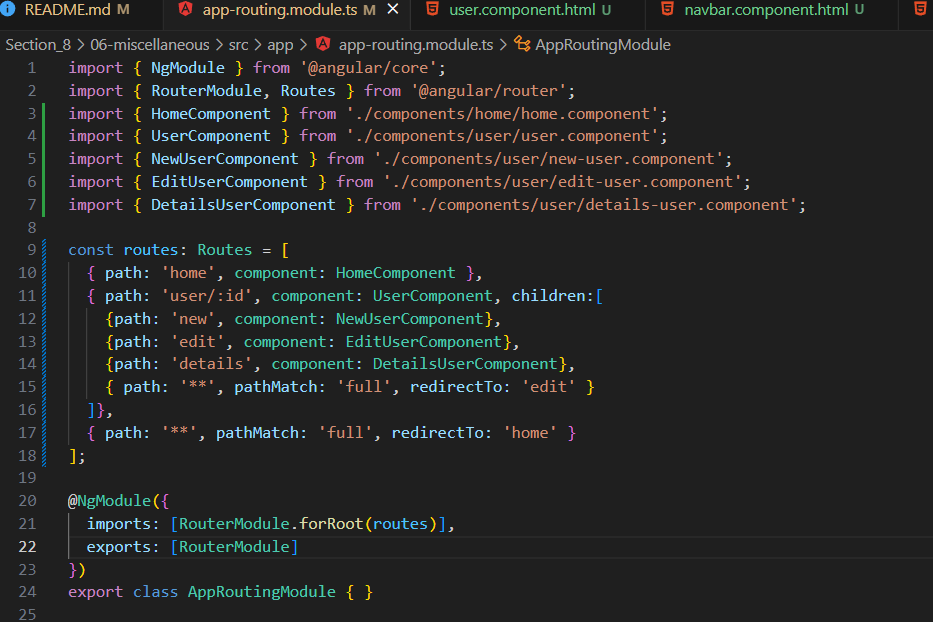 README.md M app-routing.module.ts M user.component.html U navbar.component.html U
Section_8 > 06-miscellaneous > src > app > app-routing.module.ts > AppRoutingModule
1 import { NgModule } from '@angular/core';
2 import { RouterModule, Routes } from '@angular/router';
3 import { HomeComponent } from './components/home/home.component';
4 import { UserComponent } from './components/user/user.component';
5 import { NewUserComponent } from './components/user/new-user.component';
6 import { EditUserComponent } from './components/user/edit-user.component';
7 import { DetailsUserComponent } from './components/user/details-user.component';
8
9 const routes: Routes = [
10   { path: 'home', component: HomeComponent },
11   { path: 'user/:id', component: UserComponent, children:[
12     {path: 'new', component: NewUserComponent},
13     {path: 'edit', component: EditUserComponent},
14     {path: 'details', component: DetailsUserComponent},
15     { path: '**', pathMatch: 'full', redirectTo: 'edit' }
16   ]},
17   { path: '**', pathMatch: 'full', redirectTo: 'home' }
18 ];
19
20 @NgModule({
21   imports: [RouterModule.forRoot(routes)],
22   exports: [RouterModule]
23 })
24 export class AppRoutingModule { }
25